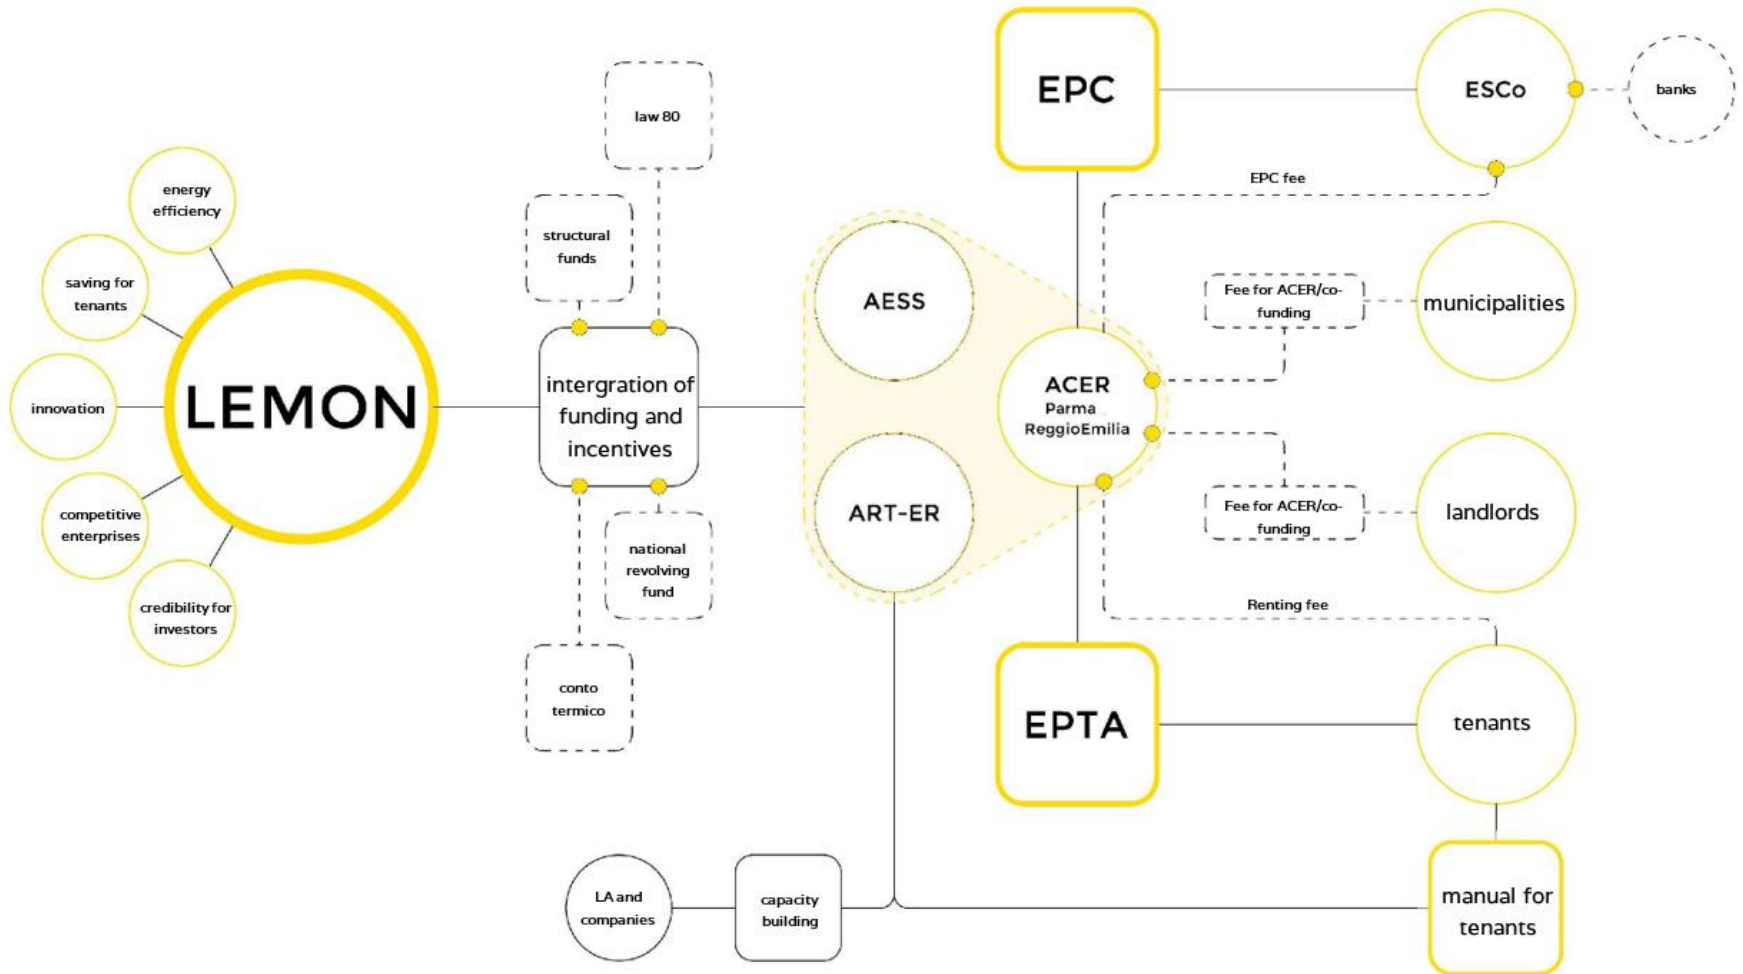 energy
efficiency
saving for
tenants
innovation
competitive
enterprises
credibility for
investors
LEMON
law 80
structural
funds
intergration of
funding and
incentives
national
revolving
fund
conto
termico
AESS
ART-ER
ACER
Parma
ReggioEmilia
EPC
ESCo
banks
EPC fee
Fee for ACER/co-
funding
municipalities
Fee for ACER/co-
funding
landlords
Renting fee
EPTA
tenants
LA and
companies
capacity
building
manual for
tenants